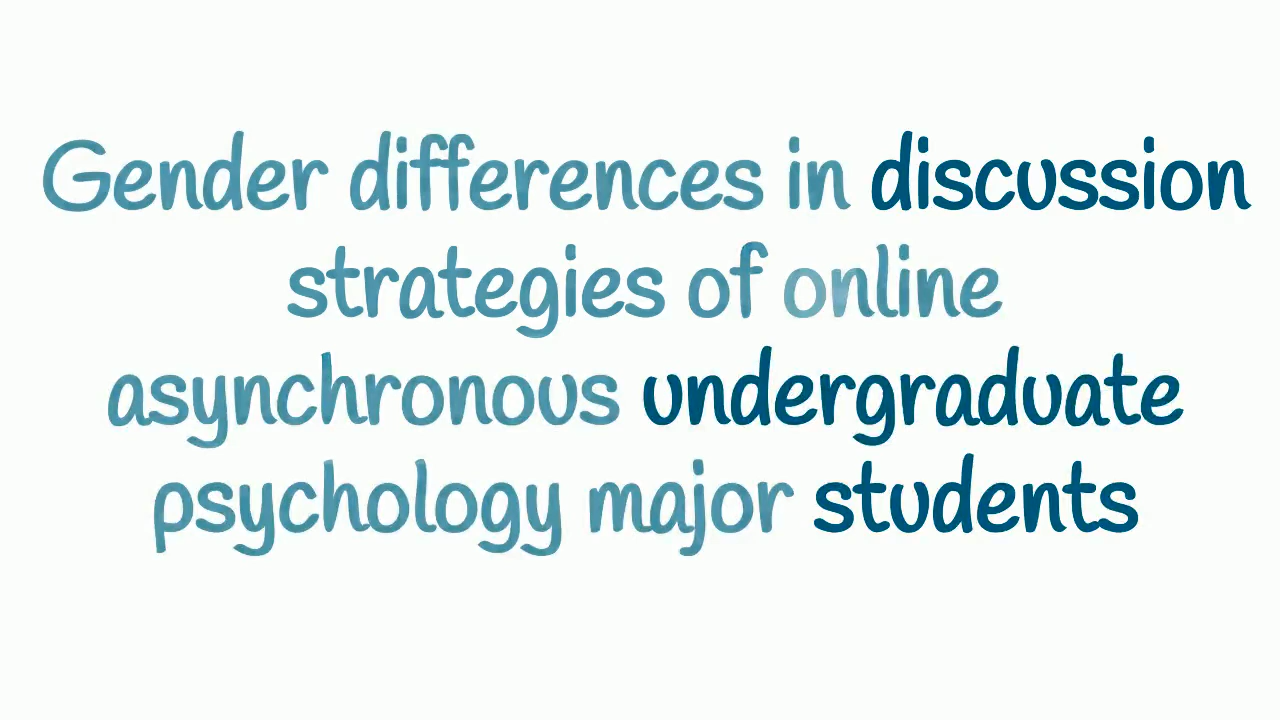 Gender differences in discussion
strategies of online
asynchronous undergraduate
psychology major students